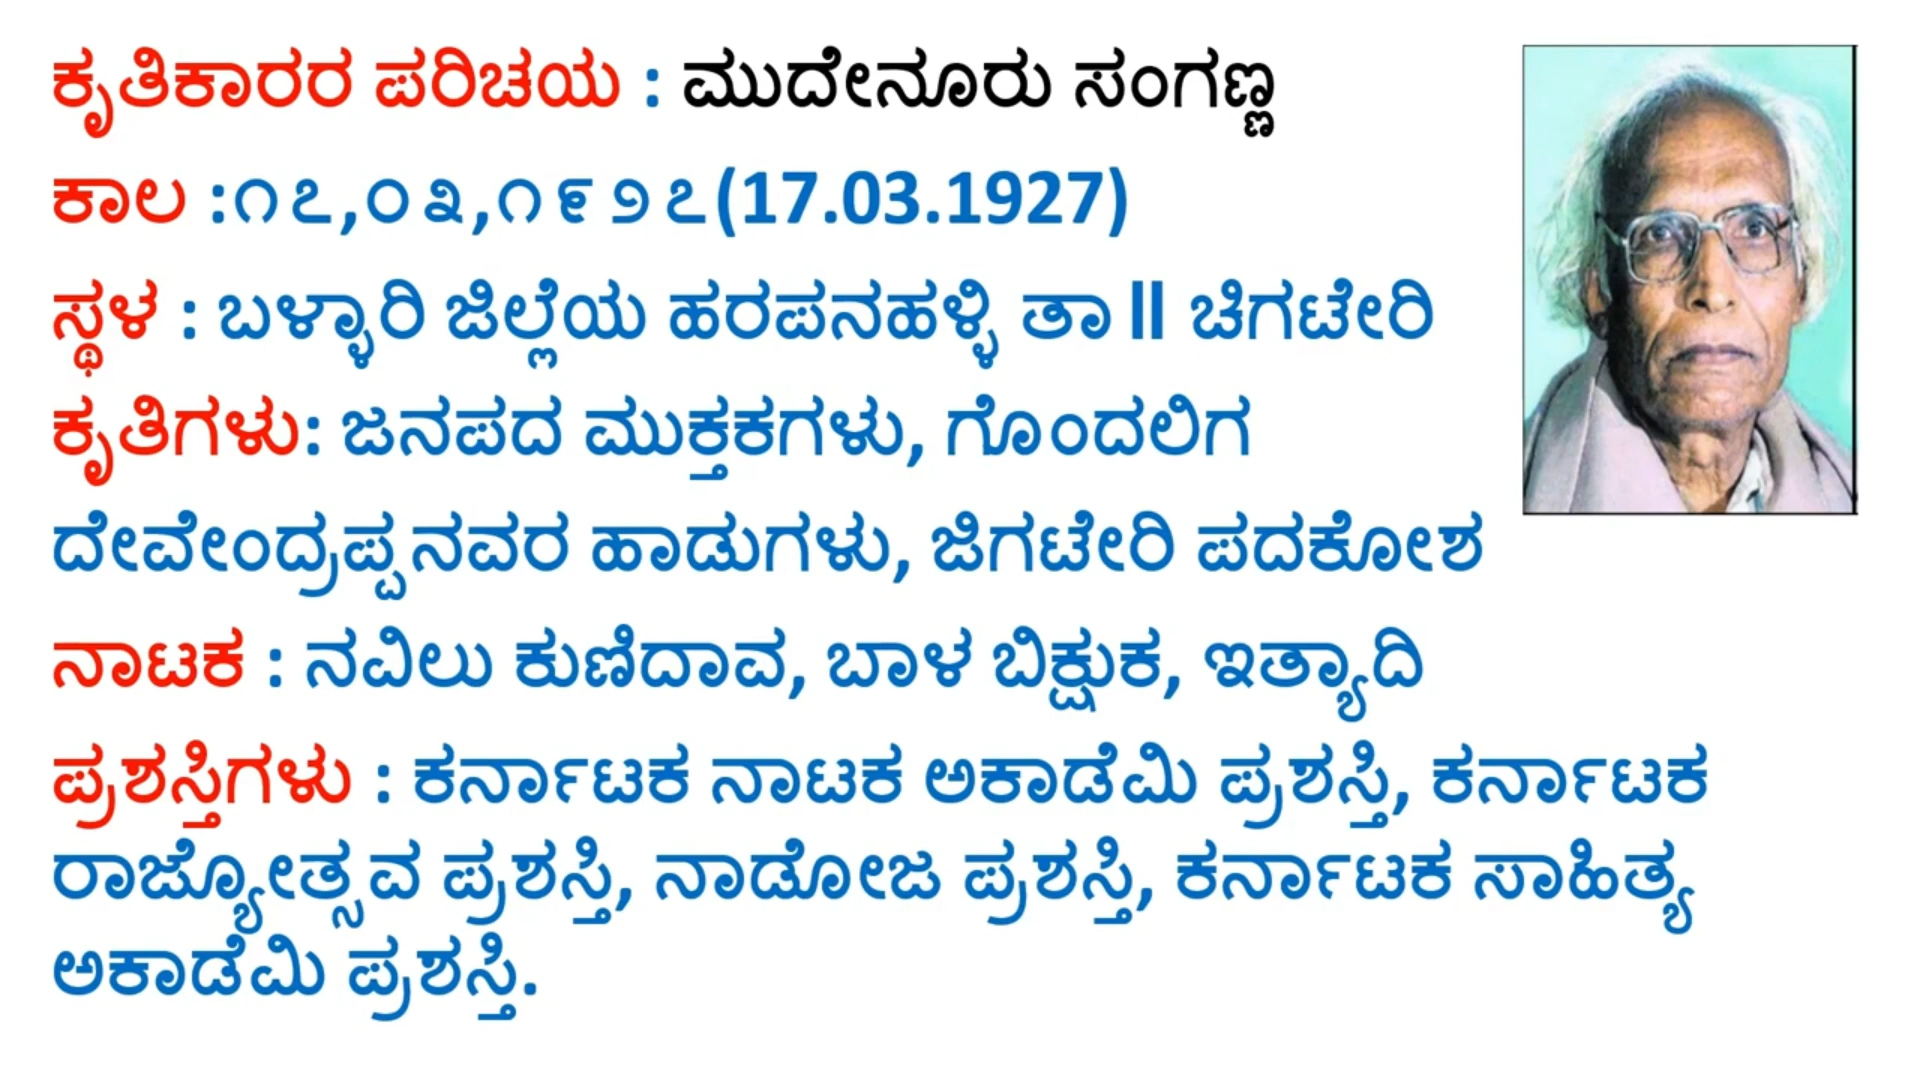 ಕೃತಿಕಾರರ ಪರಿಚಯ : ಮುದೇನೂರು ಸಂಗಣ್ಣ
ಕಾಲ :೧೭,೦೩,೧೯೨೭(17.03.1927)
ಸ್ಥಳ : ಬಳ್ಳಾರಿ ಜಿಲ್ಲೆಯ ಹರಪನಹಳ್ಳಿ ತಾ || ಚಿಗಟೇರಿ
ಕೃತಿಗಳು: ಜನಪದ ಮುಕ್ತಕಗಳು, ಗೊಂದಲಿಗ
ದೇವೇಂದ್ರಪ್ಪನವರ ಹಾಡುಗಳು, ಜಿಗಟೇರಿ ಪದಕೋಶ
ನಾಟಕ : ನವಿಲು ಕುಣಿದಾವ, ಬಾಳ ಬಿಕ್ಷುಕ, ಇತ್ಯಾದಿ
ಪ್ರಶಸ್ತಿಗಳು : ಕರ್ನಾಟಕ ನಾಟಕ ಅಕಾಡೆಮಿ ಪ್ರಶಸ್ತಿ, ಕರ್ನಾಟಕ
ರಾಜ್ಯೋತ್ಸವ ಪ್ರಶಸ್ತಿ, ನಾಡೋಜ ಪ್ರಶಸ್ತಿ, ಕರ್ನಾಟಕ ಸಾಹಿತ್ಯ
ಅಕಾಡೆಮಿ ಪ್ರಶಸ್ತಿ.